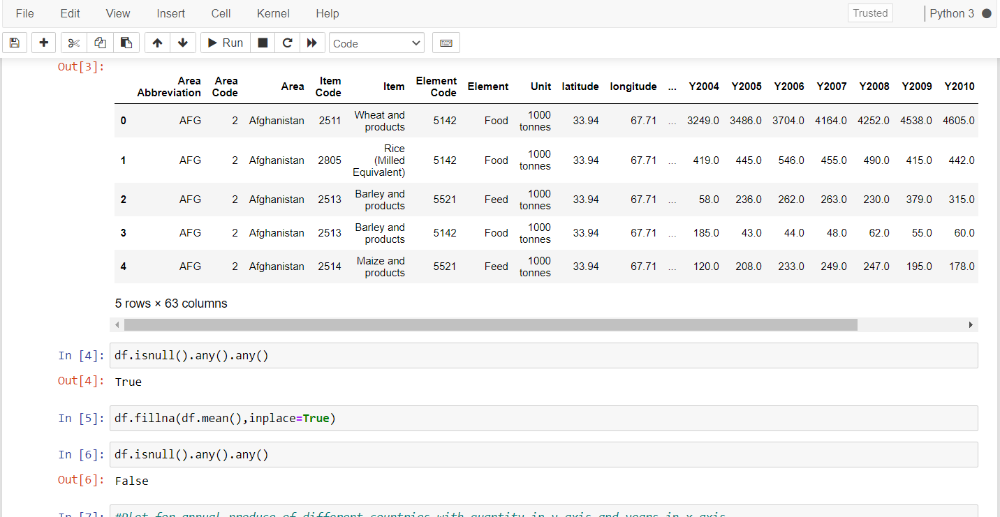 File Edit View Insert Cell Kernel Help Trusted Python 3
Run Code
Out[3]:
Area Abbreviation Area Code Area Item Code Item Element Code Element Unit latitude longitude ... Y2004 Y2005 Y2006 Y2007 Y2008 Y2009 Y2010
0 AFG 2 Afghanistan 2511 Wheat and products 5142 Food 1000 tonnes 33.94 67.71 ... 3249.0 3486.0 3704.0 4164.0 4252.0 4538.0 4605.0
1 AFG 2 Afghanistan 2805 Rice (Milled Equivalent) 5142 Food 1000 tonnes 33.94 67.71 ... 419.0 445.0 546.0 455.0 490.0 415.0 442.0
2 AFG 2 Afghanistan 2513 Barley and products 5521 Feed 1000 tonnes 33.94 67.71 ... 58.0 236.0 262.0 263.0 230.0 379.0 315.0
3 AFG 2 Afghanistan 2513 Barley and products 5142 Food 1000 tonnes 33.94 67.71 ... 185.0 43.0 44.0 48.0 62.0 55.0 60.0
4 AFG 2 Afghanistan 2514 Maize and products 5521 Feed 1000 tonnes 33.94 67.71 ... 120.0 208.0 233.0 249.0 247.0 195.0 178.0
5 rows × 63 columns
In [4]: df.isnull().any().any()
Out[4]: True
In [5]: df.fillna(df.mean(),inplace=True)
In [6]: df.isnull().any().any()
Out[6]: False
In [7]: #Plot for annual produce of different countries with quantity in y-axis and years in x-axis